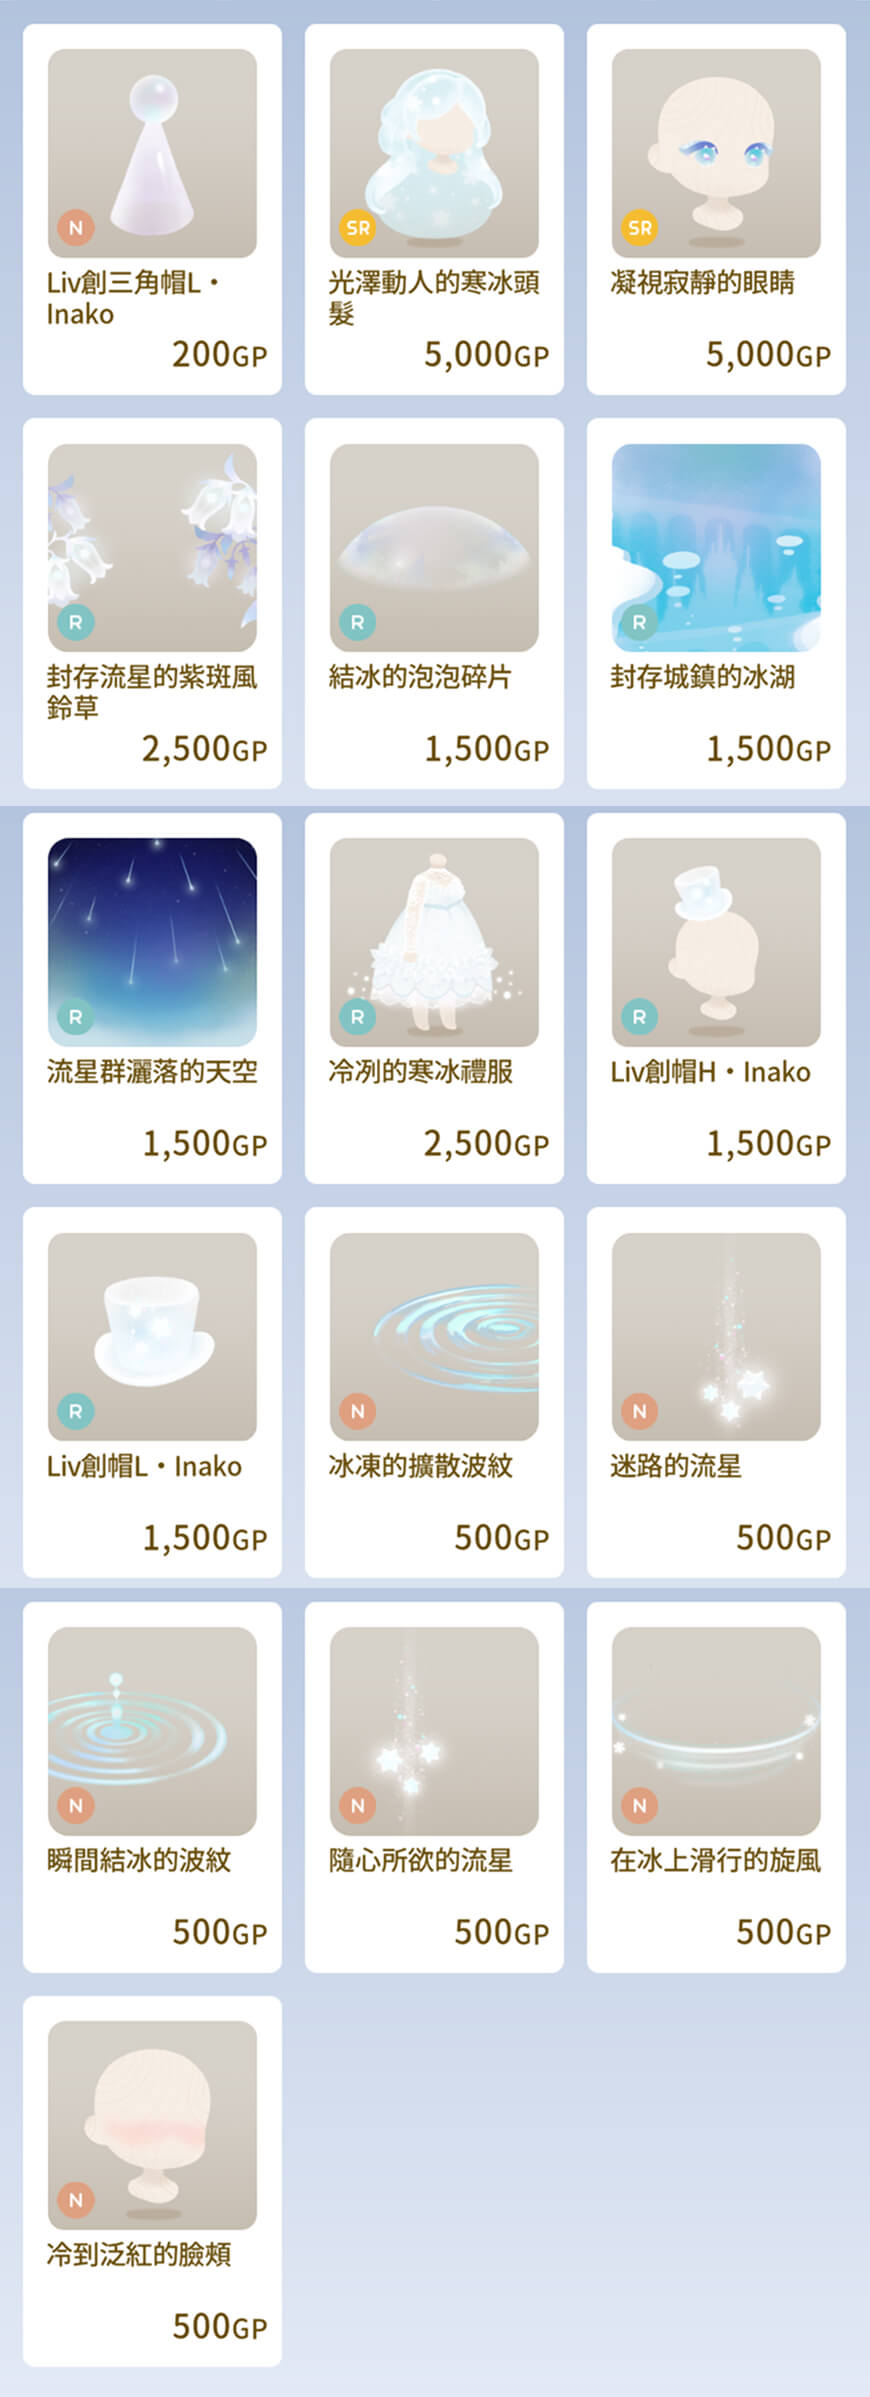 N
SR
SR
Liv創三角帽L・
Inako
光澤動人的寒冰頭
髮
凝視寂靜的眼睛
200GP
5,000GP
5,000GP
R
R
R
封存流星的紫斑風
鈴草
結冰的泡泡碎片
封存城鎮的冰湖
2,500GP
1,500GP
1,500GP
R
R
R
流星群灑落的天空
冷冽的寒冰禮服
Liv創帽H・Inako
1,500GP
2,500GP
1,500GP
R
N
N
Liv創帽L・Inako
冰凍的擴散波紋
迷路的流星
1,500GP
500GP
500GP
N
N
N
瞬間結冰的波紋
隨心所欲的流星
在冰上滑行的旋風
500GP
500GP
500GP
N
冷到泛紅的臉頰
500GP